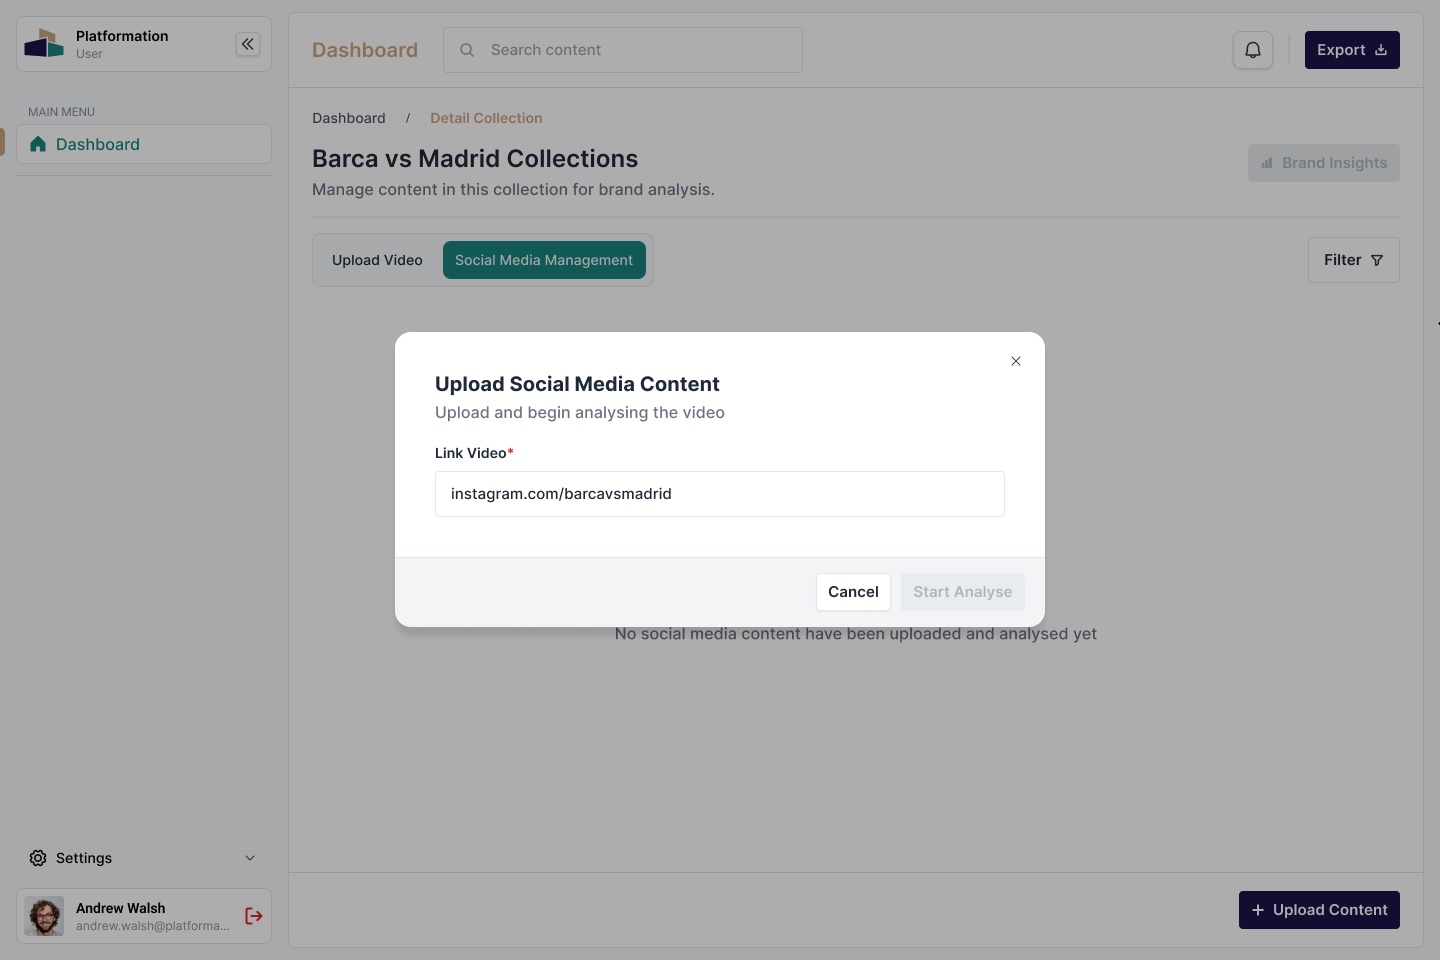 Platformation
User
MAIN MENU
Dashboard
Settings
Andrew Walsh
andrew.walsh@platforma...
Dashboard
Search content
Export
Dashboard / Detail Collection
Barca vs Madrid Collections
Manage content in this collection for brand analysis.
Brand Insights
Upload Video
Social Media Management
Filter
Upload Social Media Content
Upload and begin analysing the video
Link Video*
instagram.com/barcavsmadrid
Cancel
Start Analyse
No social media content have been uploaded and analysed yet
+ Upload Content